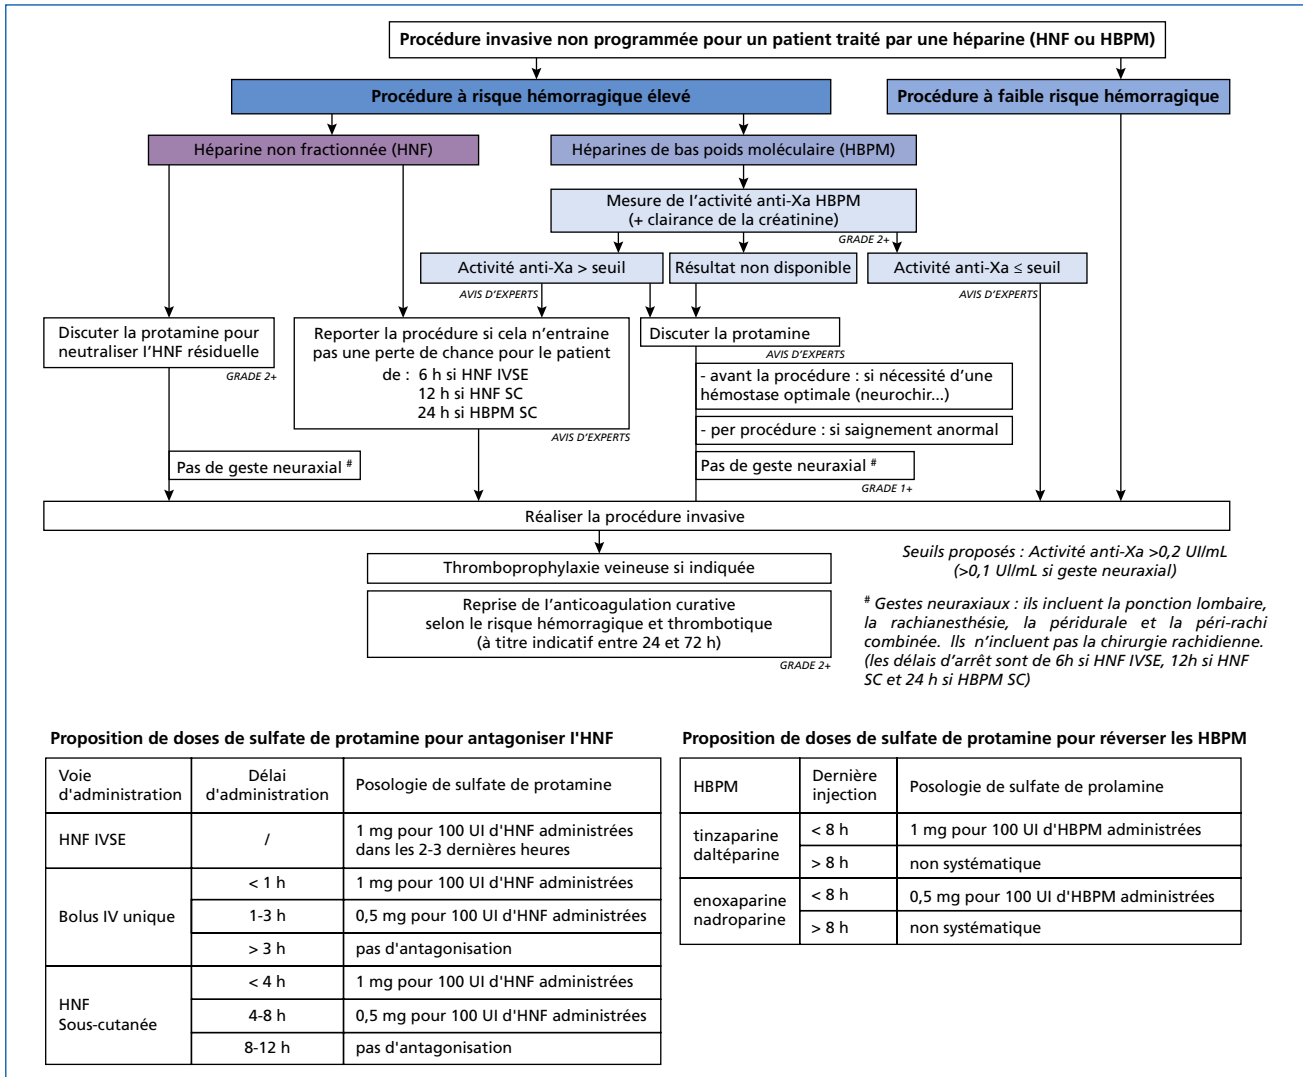 Procédure invasive non programmée pour un patient traité par une héparine (HNF ou HBPM)
Procédure à risque hémorragique élevé
Procédure à faible risque hémorragique
Héparine non fractionnée (HNF)
Héparines de bas poids moléculaire (HBPM)
Mesure de l’activité anti-Xa HBPM
(+ clairance de la créatinine)
GRADE 2+
Activité anti-Xa > seuil
Résultat non disponible
Activité anti-Xa ≤ seuil
AVIS D’EXPERTS
AVIS D’EXPERTS
Discuter la protamine pour
neutraliser l’HNF résiduelle
GRADE 2+
Reporter la procédure si cela n’entraine
pas une perte de chance pour le patient
de : 6 h si HNF IVSE
12 h si HNF SC
24 h si HBPM SC
AVIS D’EXPERTS
Discuter la protamine
AVIS D’EXPERTS
- avant la procédure : si nécessité d’une
hémostase optimale (neurochir...)
- per procédure : si saignement anormal
Pas de geste neuraxial #
Pas de geste neuraxial #
GRADE 1+
Réaliser la procédure invasive
Thromboprophylaxie veineuse si indiquée
Reprise de l’anticoagulation curative
selon le risque hémorragique et thrombotique
(à titre indicatif entre 24 et 72 h)
GRADE 2+
Seuils proposés : Activité anti-Xa >0,2 UI/mL
(>0,1 UI/mL si geste neuraxial)
# Gestes neuraxiaux : ils incluent la ponction lombaire,
la rachianesthésie, la péridurale et la péri-rachi
combinée. Ils n’incluent pas la chirurgie rachidienne.
(les délais d’arrêt sont de 6h si HNF IVSE, 12h si HNF
SC et 24 h si HBPM SC)
Proposition de doses de sulfate de protamine pour antagoniser l'HNF
Voie
d'administration
Délai
d'administration
Posologie de sulfate de protamine
HNF IVSE
/
1 mg pour 100 UI d'HNF administrées
dans les 2-3 dernières heures
Bolus IV unique
< 1 h
1 mg pour 100 UI d'HNF administrées
1-3 h
0,5 mg pour 100 UI d'HNF administrées
> 3 h
pas d'antagonisation
HNF
Sous-cutanée
< 4 h
1 mg pour 100 UI d'HNF administrées
4-8 h
0,5 mg pour 100 UI d'HNF administrées
8-12 h
pas d'antagonisation
Proposition de doses de sulfate de protamine pour réverser les HBPM
HBPM
Dernière
injection
Posologie de sulfate de prolamine
tinzaparine
daltéparine
< 8 h
1 mg pour 100 UI d'HBPM administrées
> 8 h
non systématique
enoxaparine
nadroparine
< 8 h
0,5 mg pour 100 UI d'HBPM administrées
> 8 h
non systématique